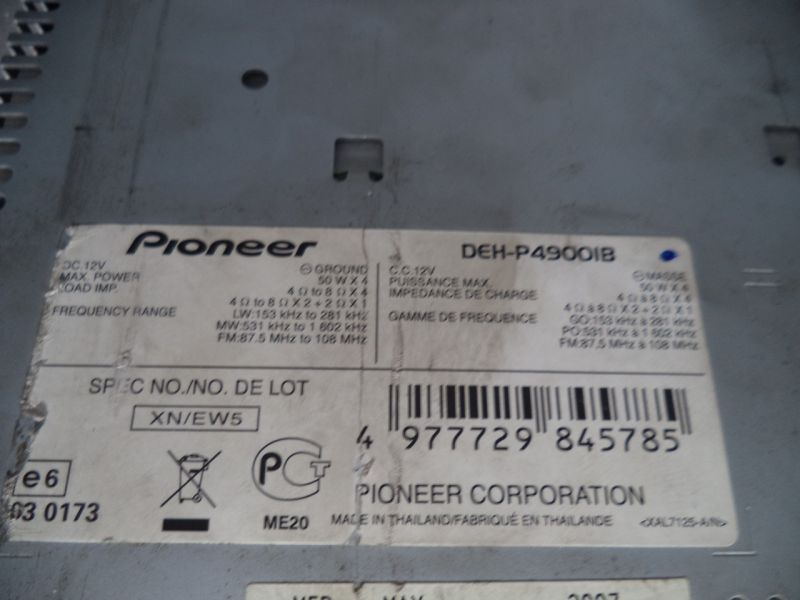 Pioneer
DEH-P4900IB
DC.12V
MAX. POWER
LOAD IMP.
FREQUENCY RANGE
GROUND
50 W X 4
4 Ω to 8 Ω X 4
4 Ω to 8 Ω X 2 + 2 Ω X 1
LW:153 kHz to 281 kHz
MW:531 kHz to 1 602 kHz
FM:87.5 MHz to 108 MHz
C.C.12V
PUISSANCE MAX.
IMPEDANCE DE CHARGE
GAMME DE FREQUENCE
MASSE
50 W X 4
4 Ω à 8 Ω X 4
4 Ω à 8 Ω X 2 + 2 Ω X 1
GO:153 kHz à 281 kHz
PO:531 kHz à 1 602 kHz
FM:87.5 MHz à 108 MHz
SPEC NO./NO. DE LOT
XN/EW5
4 977729 845785
e6
03 0173
PCT
ME20
PIONEER CORPORATION
MADE IN THAILAND/FABRIQUÉ EN THAILANDE
<XAL7125-A/N>